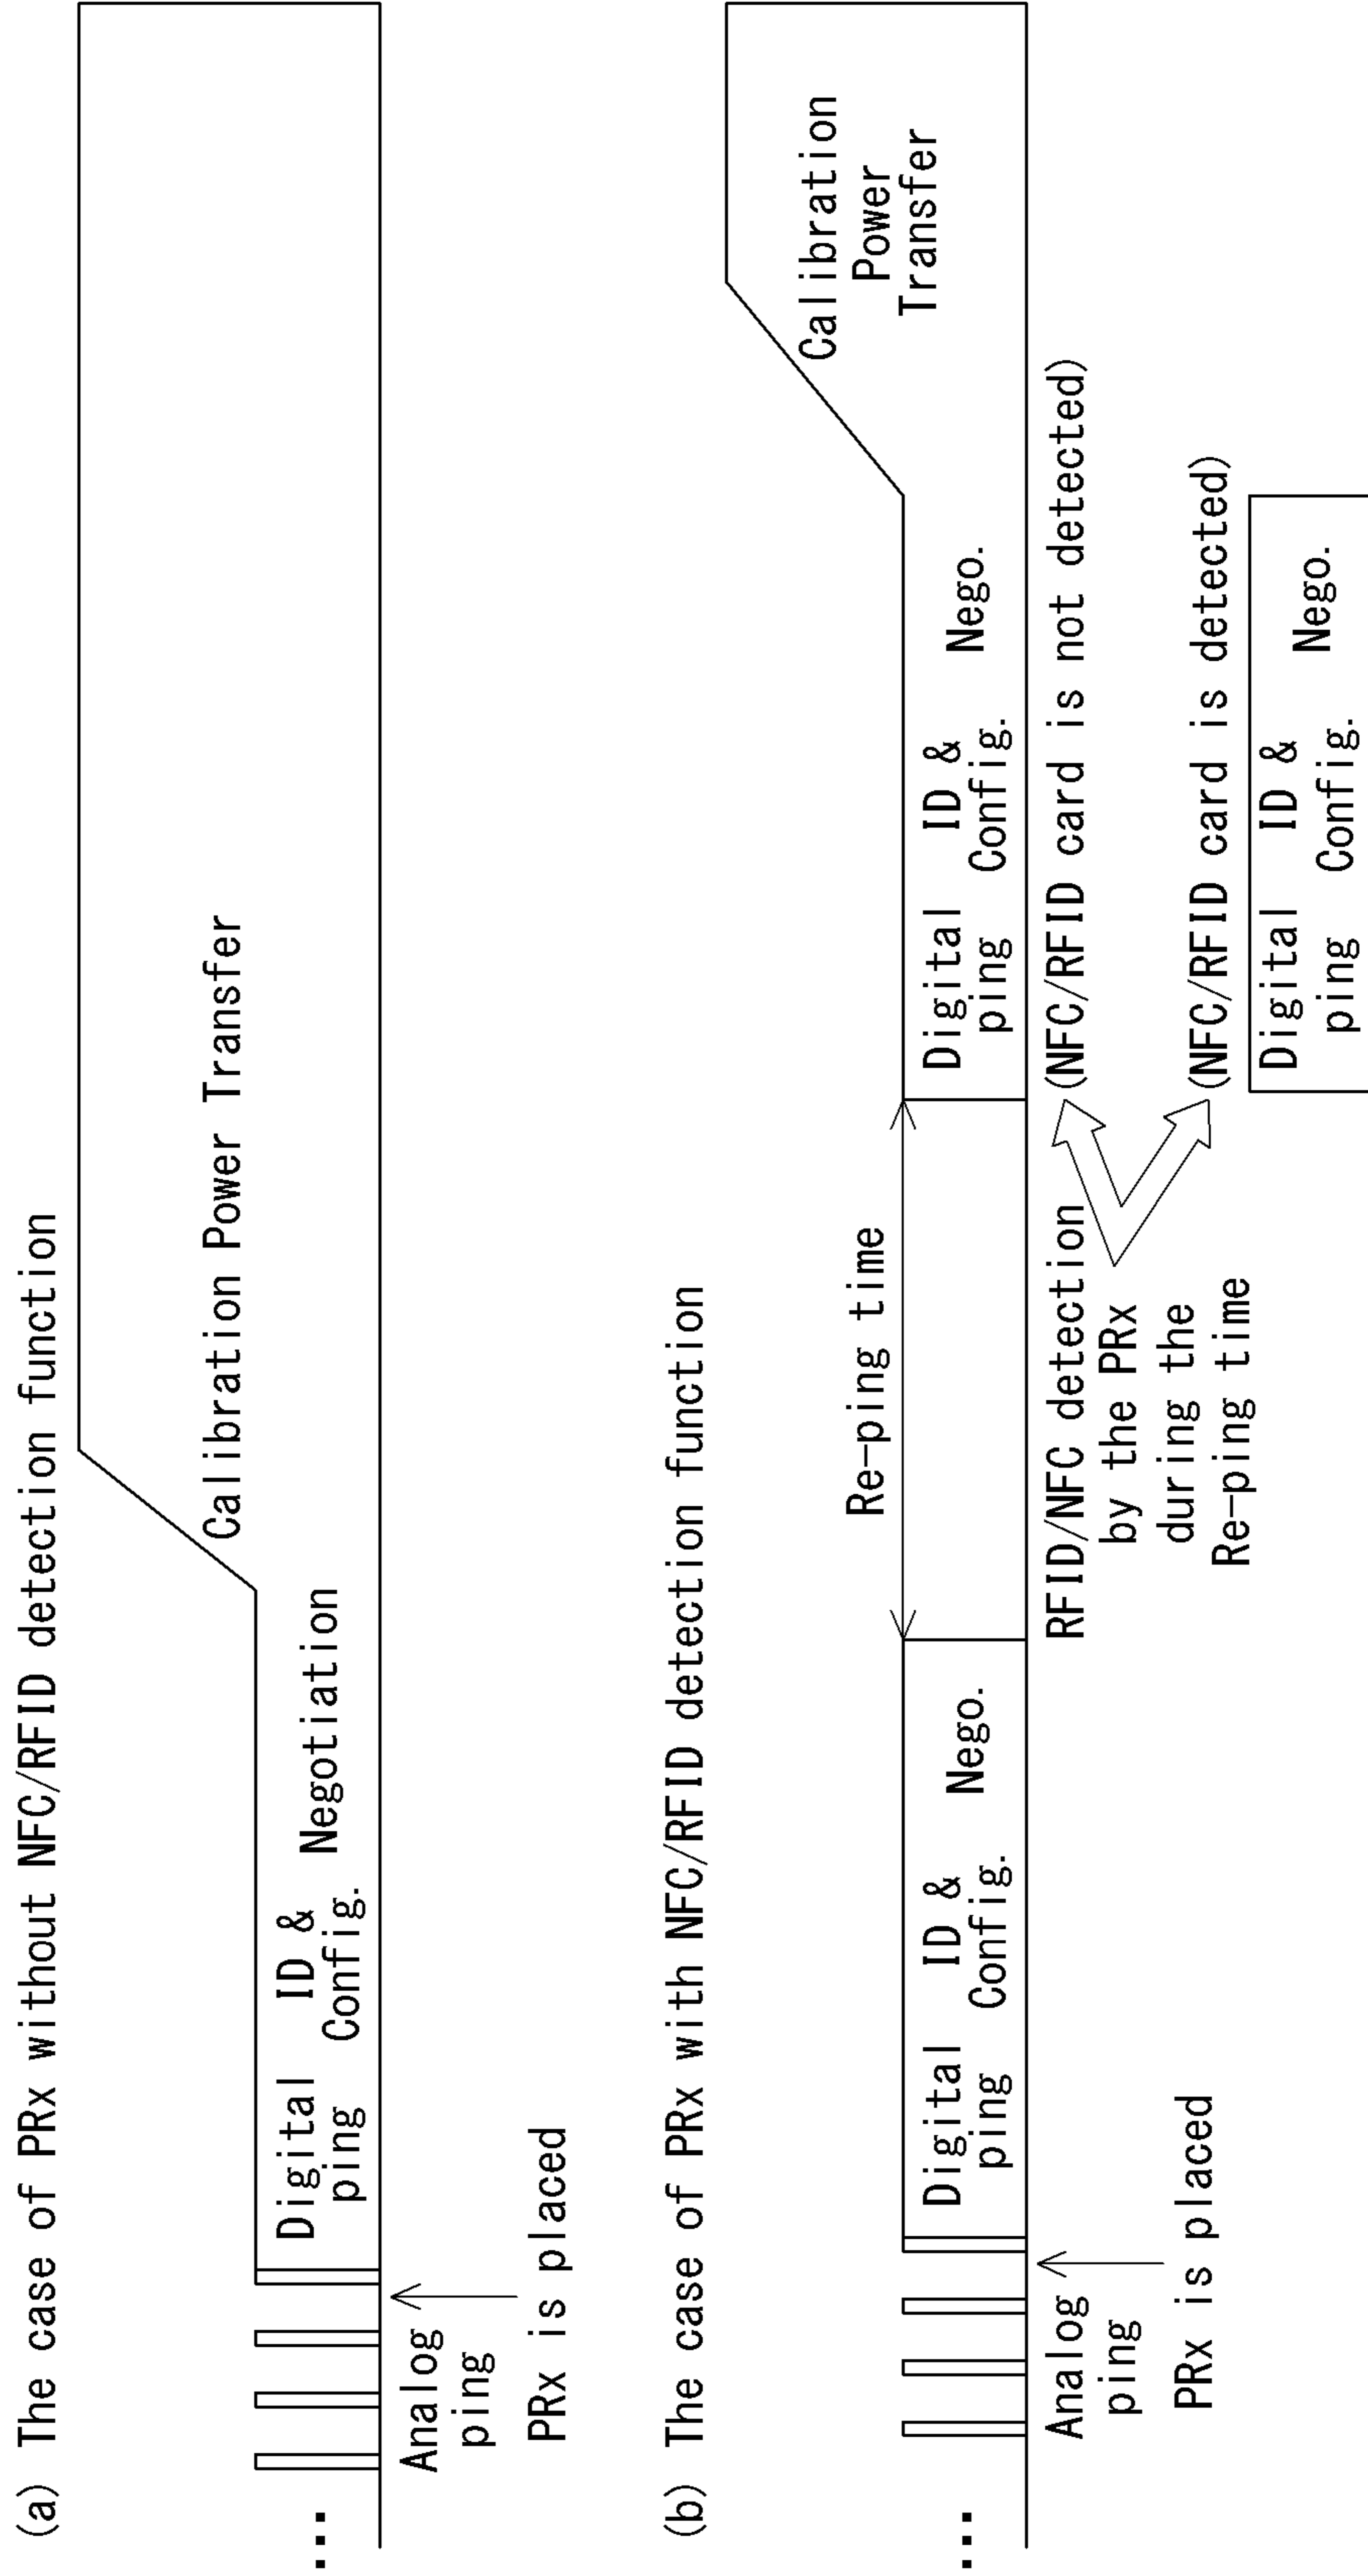 (a) The case of PRx without NFC/RFID detection function
Calibration Power Transfer
Digital
ping
ID &
Config.
Negotiation
...
Analog
ping
PRx is placed
(b) The case of PRx with NFC/RFID detection function
Re-ping time
Calibration
Power
Transfer
Digital
ping
ID &
Config.
Nego.
Digital
ping
ID &
Config.
Nego.
...
Analog
ping
PRx is placed
RFID/NFC detection
by the PRx
during the
Re-ping time
(NFC/RFID card is not detected)
(NFC/RFID card is detected)
Digital
ping
ID &
Config.
Nego.